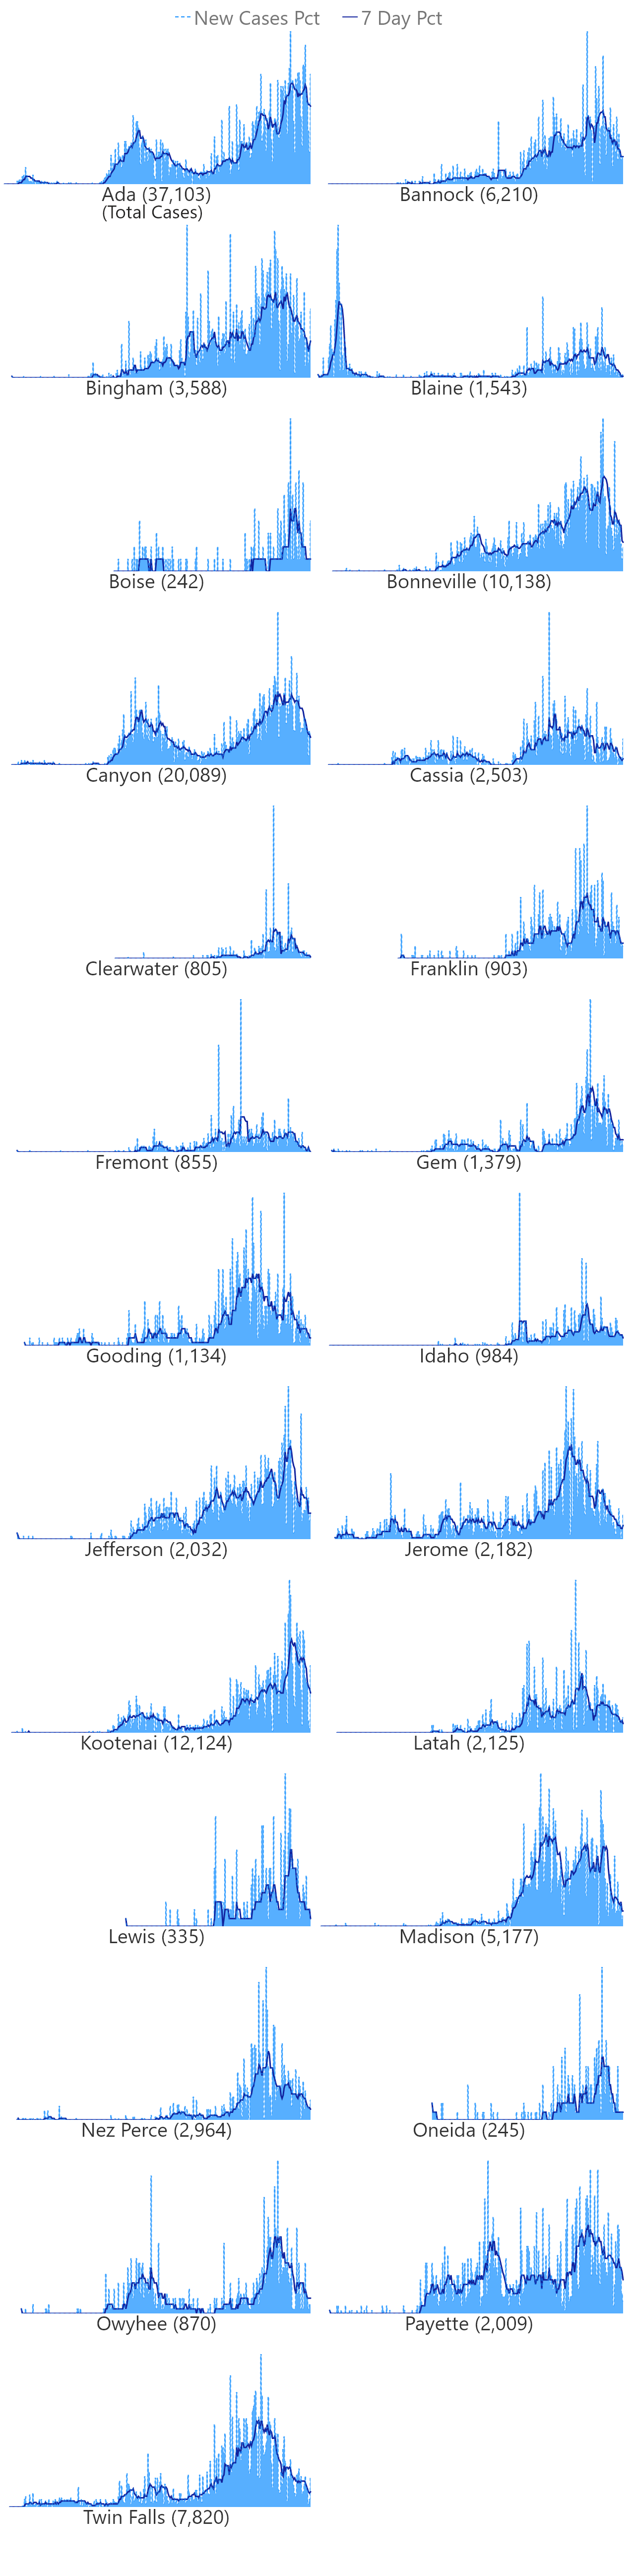 New Cases Pct 7 Day Pct
Ada (37,103) Bannock (6,210)
(Total Cases)
Bingham (3,588) Blaine (1,543)
Boise (242) Bonneville (10,138)
Canyon (20,089) Cassia (2,503)
Clearwater (805) Franklin (903)
Fremont (855) Gem (1,379)
Gooding (1,134) Idaho (984)
Jefferson (2,032) Jerome (2,182)
Kootenai (12,124) Latah (2,125)
Lewis (335) Madison (5,177)
Nez Perce (2,964) Oneida (245)
Owyhee (870) Payette (2,009)
Twin Falls (7,820)